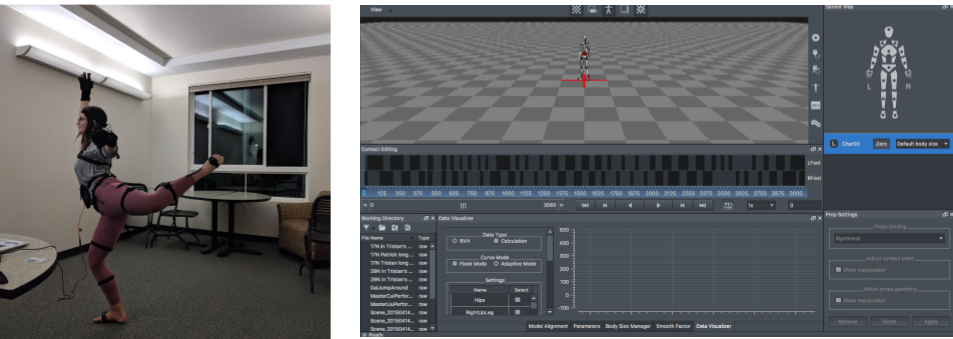 View
Sensor Map
L R
L Char00 Zero Default body size
Contact Editing
LFoot
RFoot
0 125 250 375 500 625 750 875 1000 1125 1250 1375 1500 1625 1750 1875 2000 2125 2250 2375 2500 2625 2750 2875 3000
0 3065
1x 0
Working Directory
File Name Type
17N in Tristan's ... raw
17N Patrick long... raw
17N Tristan long... raw
29N in Tristan's ... raw
29N in Tristan's ... raw
DaiJumpAround raw
MasterCuiPerfor... raw
MasterLiuPerfor... raw
Scene_20150414... raw
Scene_20150414... raw
Scene_20150414... raw
Ready
Data Visualizer
Data Type
BVH Calculation
Curve Mode
Fixed Mode Adaptive Mode
Settings
Name Select
Hips
RightUpLeg
500
400
300
200
100
0
-100
Model Alignment Parameters Body Size Manager Smooth Factor Data Visualizer
Prop Settings
Props binding
RightHand
Adjust contact point
Show manipulator
Adjust props geometry
Show manipulator
Remove Reset Apply